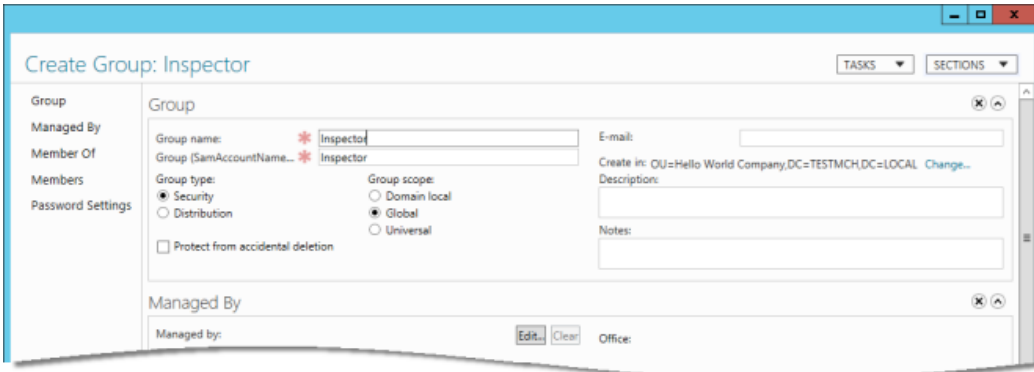 Create Group: Inspector
TASKS
SECTIONS
Group
Managed By
Member Of
Members
Password Settings
Group
Group name:
Inspector
Group (SamAccountName...
Inspector
Group type:
Security
Distribution
Group scope:
Domain local
Global
Universal
Protect from accidental deletion
E-mail:
Create in: OU=Hello World Company,DC=TESTMCH,DC=LOCAL Change...
Description:
Notes:
Managed By
Managed by:
Edit...
Clear
Office: